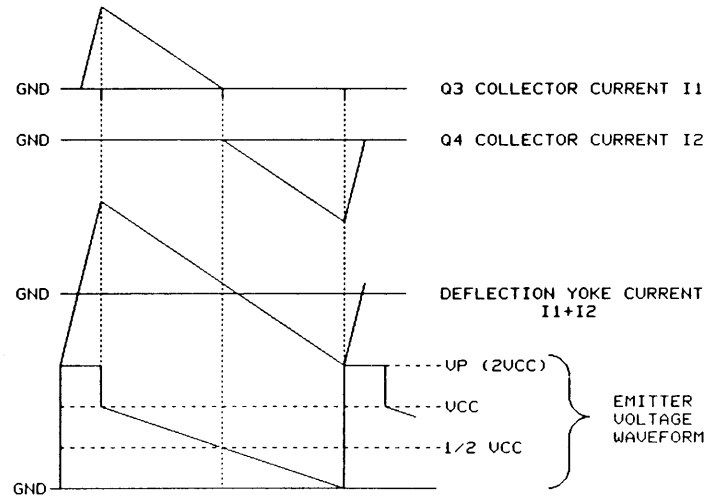 GND
Q3 COLLECTOR CURRENT I1
GND
Q4 COLLECTOR CURRENT I2
GND
DEFLECTION YOKE CURRENT
I1+I2
VP (2VCC)
VCC
1/2 VCC
EMITTER
VOLTAGE
WAVEFORM
GND